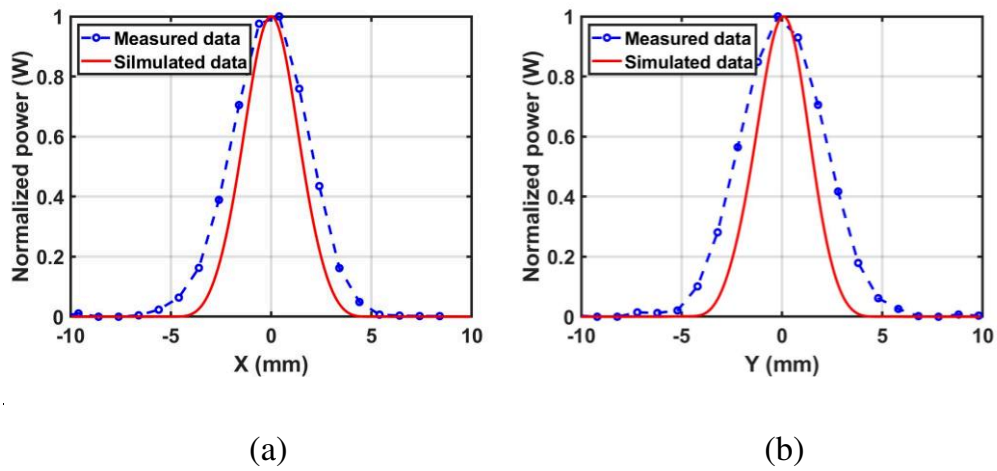 1
0.8
0.6
0.4
0.2
0
-10
-5
0
5
10
Normalized power (W)
X (mm)
Measured data
Silmulated data
(a)
1
0.8
0.6
0.4
0.2
0
-10
-5
0
5
10
Normalized power (W)
Y (mm)
Measured data
Simulated data
(b)